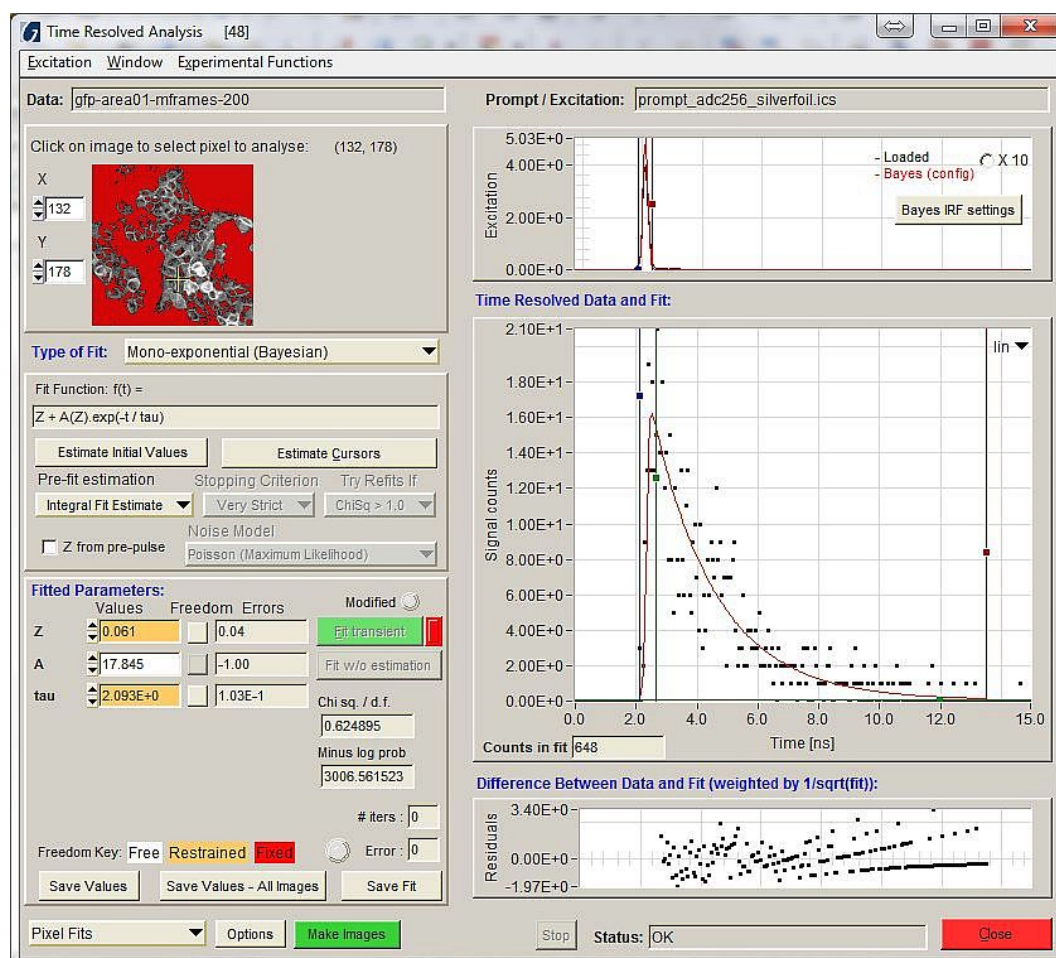 Time Resolved Analysis [48]
Excitation Window Experimental Functions
Data: gfp-area01-mframes-200
Click on image to select pixel to analyse: (132, 178)
X
132
Y
178
Type of Fit: Mono-exponential (Bayesian)
Fit Function: f(t) =
Z + A(Z).exp(-t / tau)
Estimate Initial Values Estimate Cursors
Pre-fit estimation Stopping Criterion Try Refits If
Integral Fit Estimate Very Strict ChiSq > 1.0
Noise Model
Z from pre-pulse Poisson (Maximum Likelihood)
Fitted Parameters:
Values Freedom Errors Modified
Z 0.061 0.04 Fit transient
A 17.845 -1.00 Fit w/o estimation
tau 2.093E+0 1.03E-1 Chi sq. / d.f.
0.624895
Minus log prob
3006.561523
# iters : 0
Freedom Key: Free Restrained Fixed Error : 0
Save Values Save Values - All Images Save Fit
Pixel Fits Options Make Images
Prompt / Excitation: prompt_adc256_silverfoil.ics
5.03E+0
4.00E+0
2.00E+0
0.00E+0
Excitation
- Loaded X 10
- Bayes (config)
Bayes IRF settings
Time Resolved Data and Fit:
2.10E+1
1.80E+1
1.60E+1
1.40E+1
1.20E+1
1.00E+1
8.00E+0
6.00E+0
4.00E+0
2.00E+0
0.00E+0
Signal counts
lin
0.0 2.0 4.0 6.0 8.0 10.0 12.0 15.0
Time [ns]
Counts in fit 648
Difference Between Data and Fit (weighted by 1/sqrt(fit)):
3.40E+0
0.00E+0
-1.97E+0
Residuals
Stop Status: OK Close